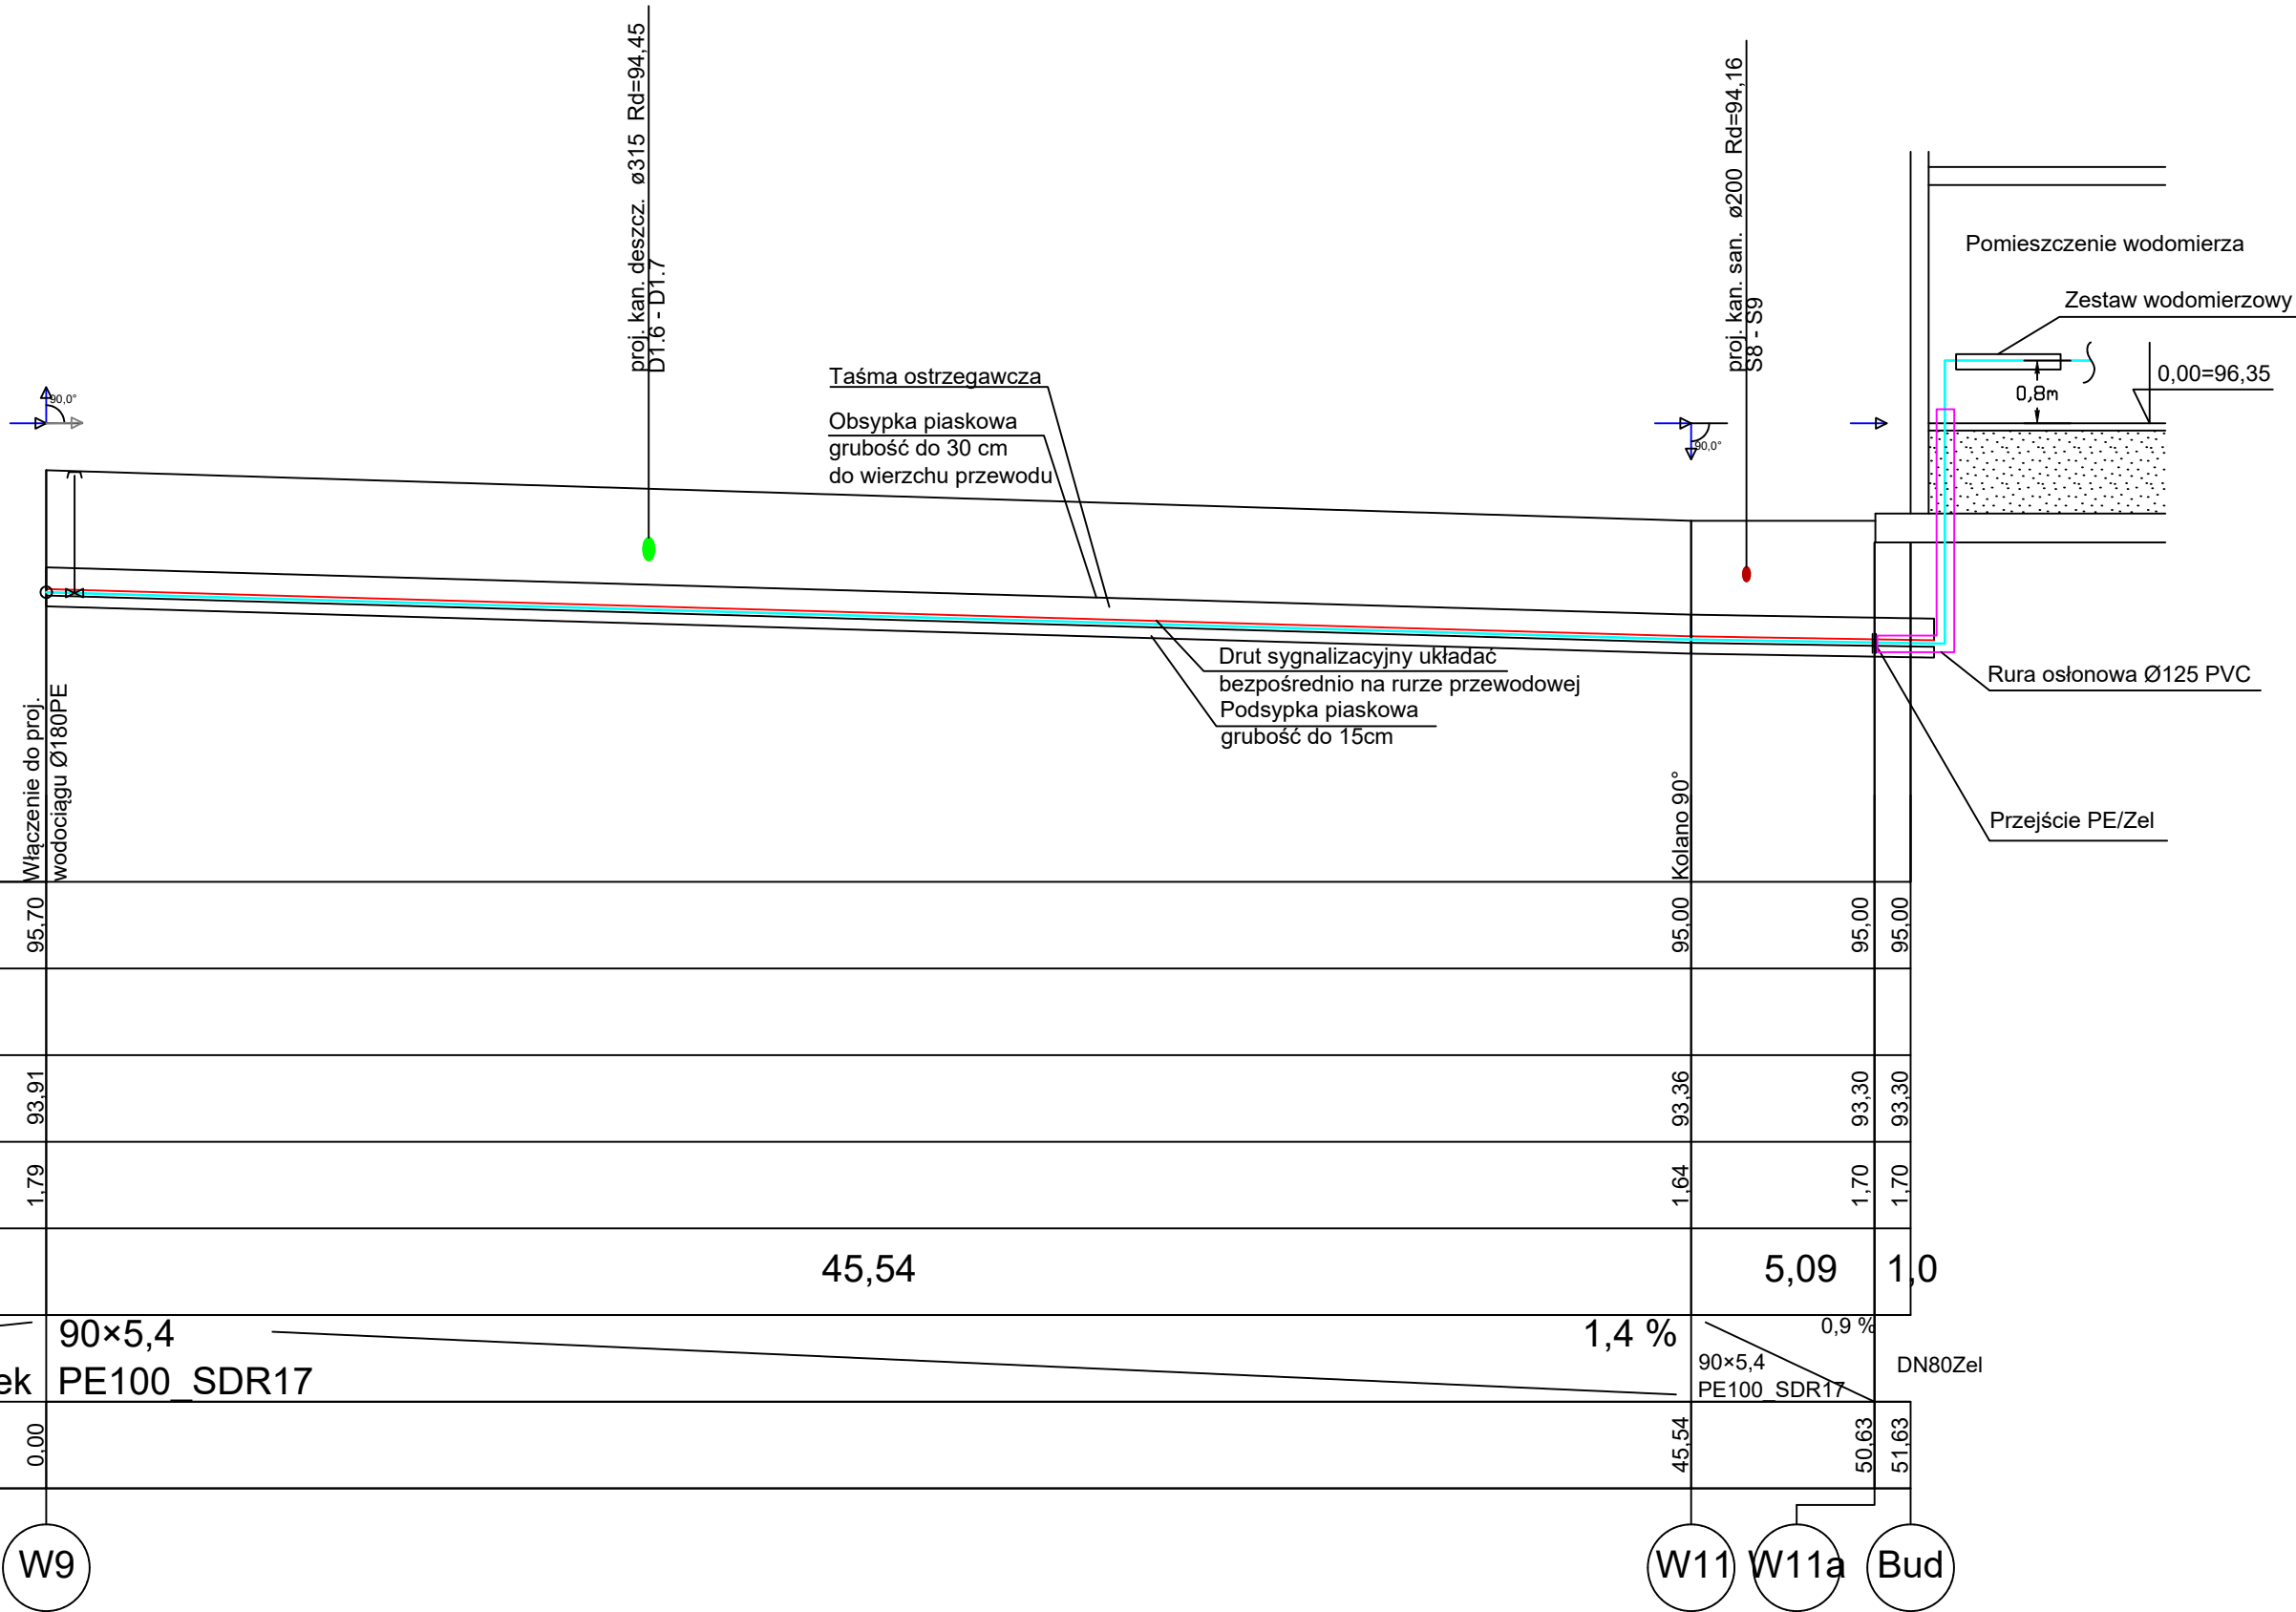 proj. kan. deszcz. ø315 Rd=94,45
D1.6 - D1.7
proj. kan. san. ø200 Rd=94,16
S8 - S9
Pomieszczenie wodomierza
Zestaw wodomierzowy
0,00=96,35
0,8m
90,0°
90,0°
Taśma ostrzegawcza
Obsypka piaskowa
grubość do 30 cm
do wierzchu przewodu
Drut sygnalizacyjny układać
bezpośrednio na rurze przewodowej
Podsypka piaskowa
grubość do 15cm
Rura osłonowa Ø125 PVC
Przejście PE/Zel
Włączenie do proj.
wodociągu Ø180PE
Kolano 90°
95,70 95,00 95,00 95,00
93,91 93,36 93,30 93,30
1,79 1,64 1,70 1,70
45,54 5,09 1,0
90×5,4 1,4 % 0,9 %
ek PE100_SDR17
90×5,4
PE100_SDR17
DN80Zel
0,00 45,54 50,63 51,63
W9 W11 W11a Bud